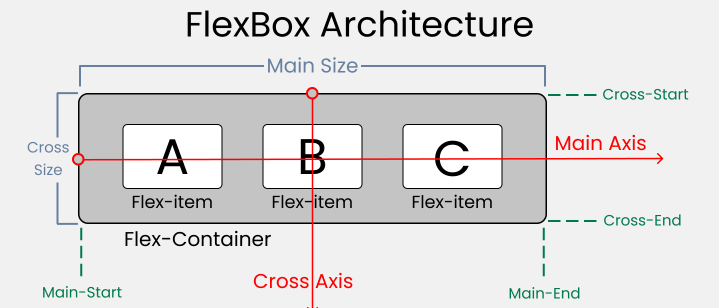 FlexBox Architecture
Main Size
Cross-Start
Cross
Size
A
B
C
Main Axis
Flex-item
Flex-item
Flex-item
Cross-End
Flex-Container
Cross Axis
Main-Start
Main-End